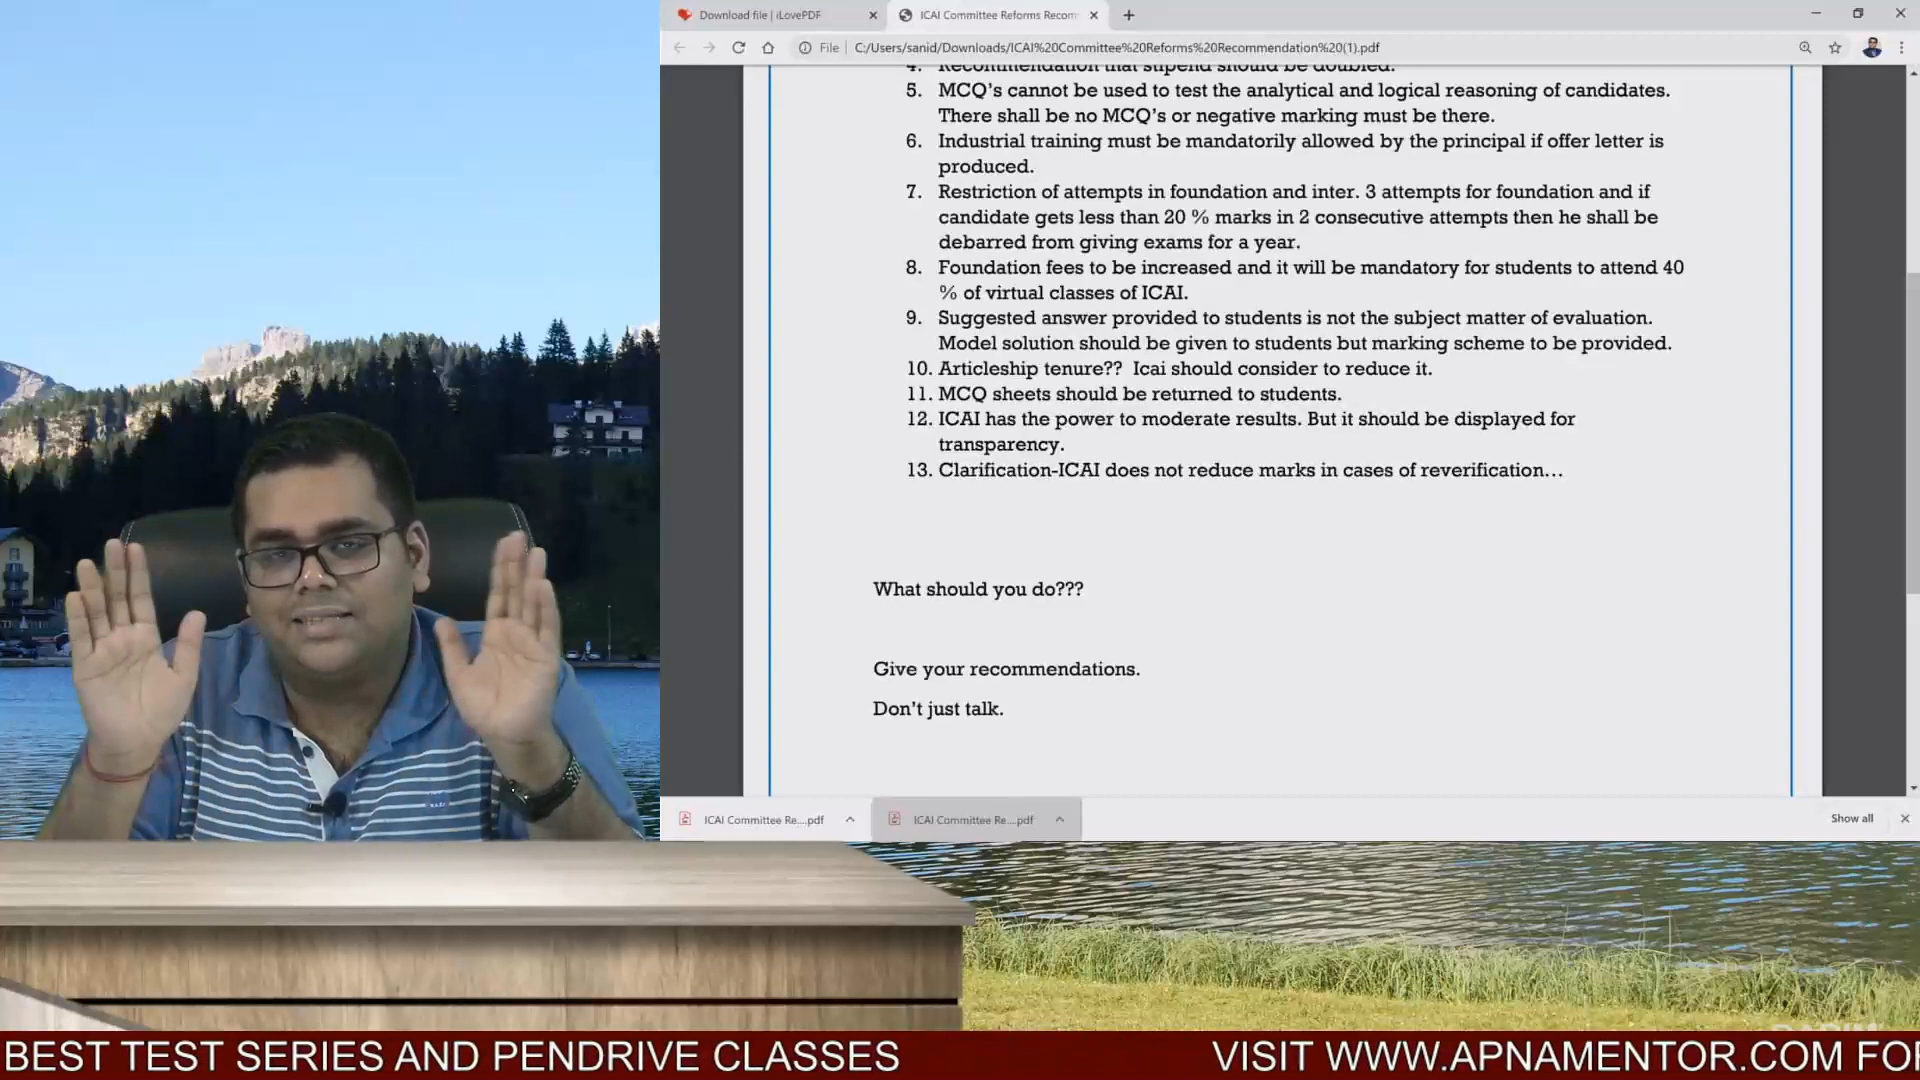 Download file | iLovePDF
ICAI Committee Reforms Recom
File
C:/Users/sanid/Downloads/ICAI%20Committee%20Reforms%20Recommendation%20(1).pdf
4. Recommendation that stipend should be doubled.
5. MCQ's cannot be used to test the analytical and logical reasoning of candidates.
There shall be no MCQ's or negative marking must be there.
6. Industrial training must be mandatorily allowed by the principal if offer letter is
produced.
7. Restriction of attempts in foundation and inter. 3 attempts for foundation and if
candidate gets less than 20 % marks in 2 consecutive attempts then he shall be
debarred from giving exams for a year.
8. Foundation fees to be increased and it will be mandatory for students to attend 40
% of virtual classes of ICAI.
9. Suggested answer provided to students is not the subject matter of evaluation.
Model solution should be given to students but marking scheme to be provided.
10. Articleship tenure?? Icai should consider to reduce it.
11. MCQ sheets should be returned to students.
12. ICAI has the power to moderate results. But it should be displayed for
transparency.
13. Clarification-ICAI does not reduce marks in cases of reverification…
What should you do???
Give your recommendations.
Don't just talk.
ICAI Committee Re....pdf
ICAI Committee Re....pdf
Show all
BEST TEST SERIES AND PENDRIVE CLASSES
VISIT WWW.APNAMENTOR.COM FOR